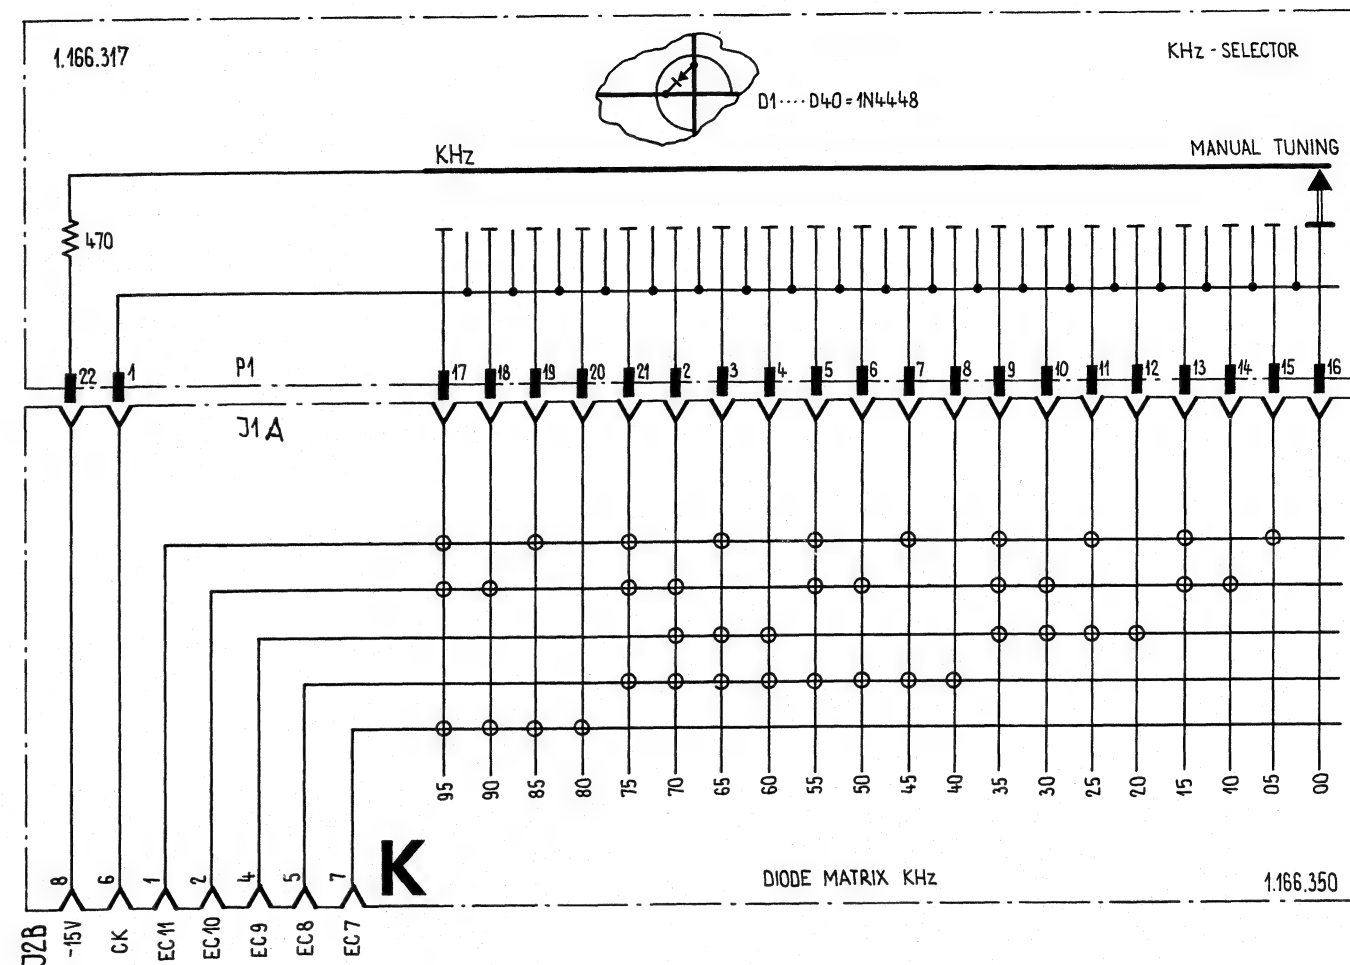 1.166.317
KHz - SELECTOR
D1····D40=1N4448
KHz
MANUAL TUNING
470
22 1 P1 17 18 19 20 21 2 3 4 5 6 7 8 9 10 11 12 13 14 15 16
J1A
95 90 85 80 75 70 65 60 55 50 45 40 35 30 25 20 15 10 05 00
K
DIODE MATRIX KHz
1.166.350
8 6 1 2 4 5 7
J2B -15V CK EC11 EC10 EC9 EC8 EC7